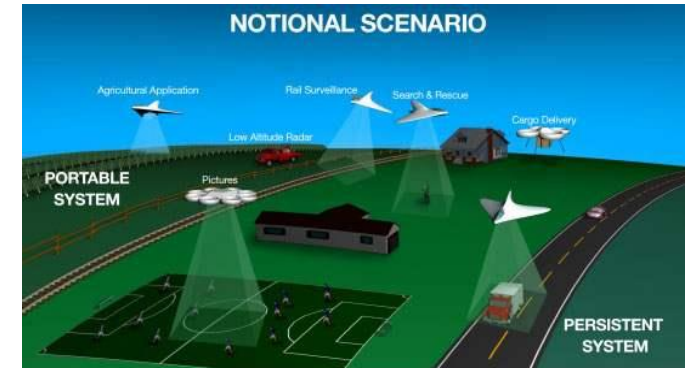 NOTIONAL SCENARIO
Agricultural Application
Rail Surveillance
Search & Rescue
Cargo Delivery
Low Altitude Radar
PORTABLE
SYSTEM
Pictures
PERSISTENT
SYSTEM